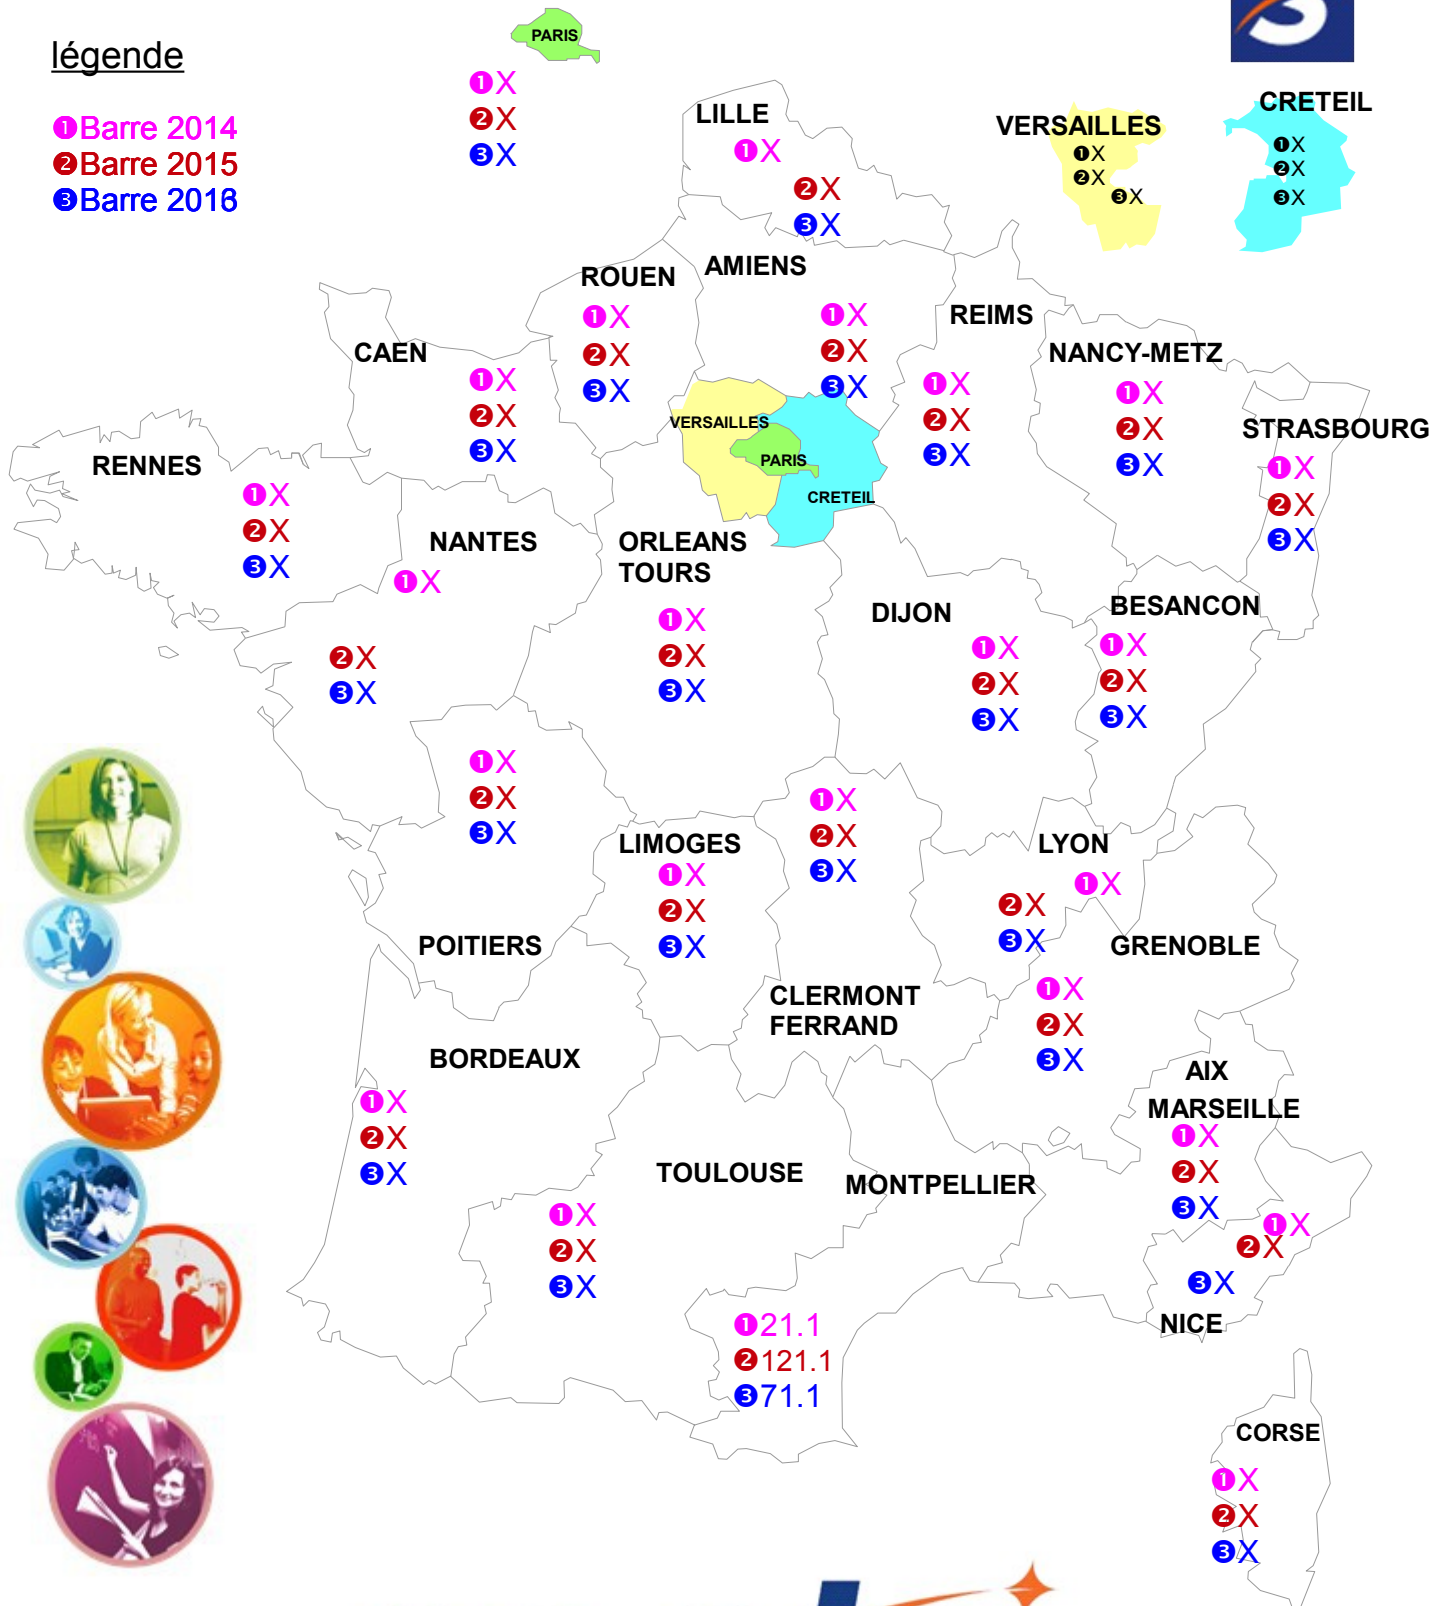 légende
❶Barre 2014
❷Barre 2015
❸Barre 2016
PARIS
❶X
❷X
❸X
LILLE
❶X
❷X
❸X
VERSAILLES
❶X
❷X
❸X
CRETEIL
❶X
❷X
❸X
ROUEN
❶X
❷X
❸X
AMIENS
❶X
❷X
❸X
REIMS
❶X
❷X
❸X
CAEN
❶X
❷X
❸X
NANCY-METZ
❶X
❷X
❸X
STRASBOURG
❶X
❷X
❸X
VERSAILLES
PARIS
CRETEIL
RENNES
❶X
❷X
❸X
NANTES
❶X
❷X
❸X
ORLEANS
TOURS
❶X
❷X
❸X
DIJON
❶X
❷X
❸X
BESANCON
❶X
❷X
❸X
❶X
❷X
❸X
POITIERS
LIMOGES
❶X
❷X
❸X
❶X
❷X
❸X
CLERMONT
FERRAND
LYON
❶X
❷X
❸X
GRENOBLE
❶X
❷X
❸X
BORDEAUX
❶X
❷X
❸X
AIX
MARSEILLE
❶X
❷X
❸X
TOULOUSE
❶X
❷X
❸X
MONTPELLIER
❶21.1
❷121.1
❸71.1
❶X
❷X
❸X
NICE
CORSE
❶X
❷X
❸X